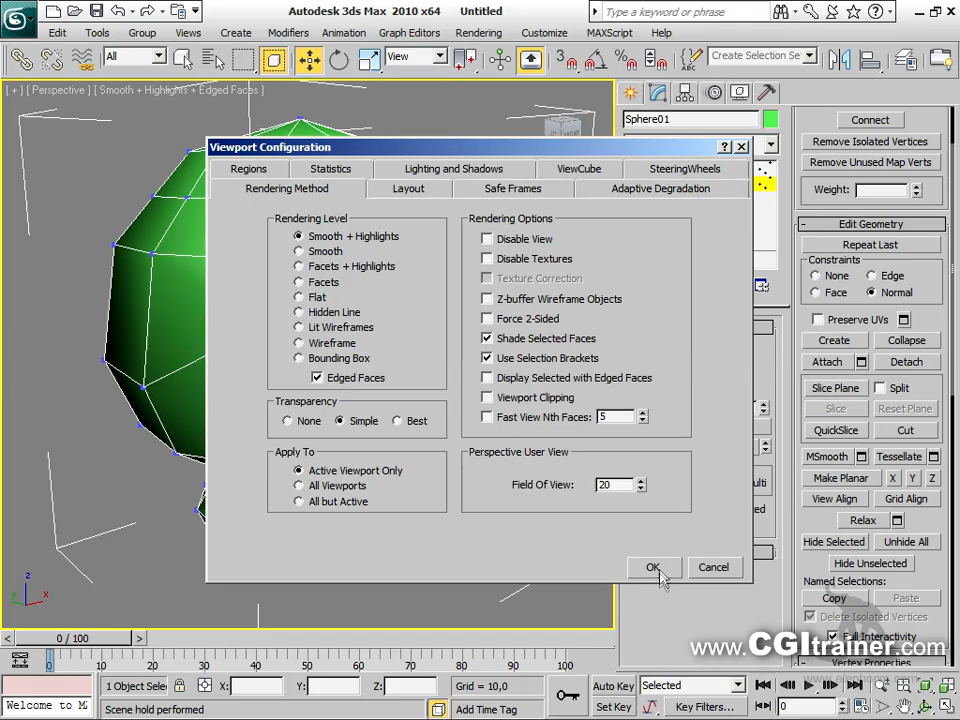 Autodesk 3ds Max 2010 x64 Untitled
Type a keyword or phrase
Edit Tools Group Views Create Modifiers Animation Graph Editors Rendering Customize MAXScript Help
All View Create Selection Se
[ + ] [ Perspective ] [ Smooth + Highlights + Edged Faces ]
Sphere01
Connect
Remove Isolated Vertices
Remove Unused Map Verts
Weight:
Viewport Configuration
Regions Statistics Lighting and Shadows ViewCube SteeringWheels
Rendering Method Layout Safe Frames Adaptive Degradation
Rendering Level
Smooth + Highlights
Smooth
Facets + Highlights
Facets
Flat
Hidden Line
Lit Wireframes
Wireframe
Bounding Box
Edged Faces
Transparency
None Simple Best
Apply To
Active Viewport Only
All Viewports
All but Active
Rendering Options
Disable View
Disable Textures
Texture Correction
Z-buffer Wireframe Objects
Force 2-Sided
Shade Selected Faces
Use Selection Brackets
Display Selected with Edged Faces
Viewport Clipping
Fast View Nth Faces: 5
Perspective User View
Field Of View: 20
OK Cancel
- Edit Geometry
Repeat Last
Constraints
None Edge
Face Normal
Preserve UVs
Create Collapse
Attach Detach
Slice Plane Split
Slice Reset Plane
QuickSlice Cut
MSmooth Tessellate
Make Planar X Y Z
View Align Grid Align
Relax
Hide Selected Unhide All
Hide Unselected
Named Selections:
Copy Paste
Delete Isolated Vertices
Full Interactivity
- Vertex Properties
www.CGItrainer.com
z
x
< 0 / 100 >
0 10 20 30 40 50 60 70 80 90 100
1 Object Selec X: Y: Z: Grid = 10,0 Auto Key Selected
Welcome to M Scene hold performed Add Time Tag Set Key Key Filters... 0